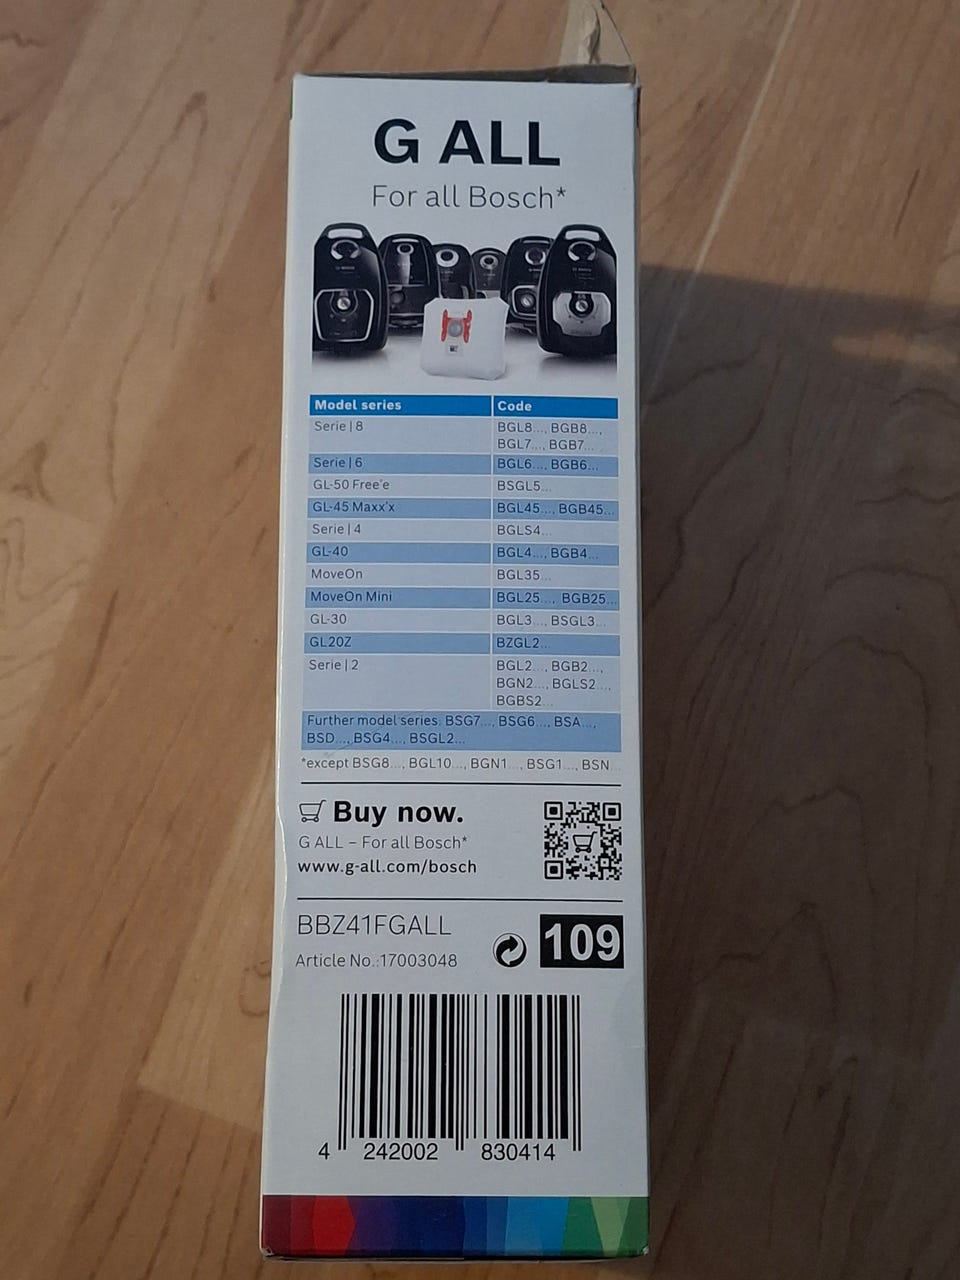 G ALL
For all Bosch*
Model series Code
Serie | 8 BGL8..., BGB8...,
BGL7..., BGB7...
Serie | 6 BGL6..., BGB6...
GL-50 Free'e BSGL5...
GL-45 Maxx'x BGL45..., BGB45...
Serie | 4 BGLS4...
GL-40 BGL4..., BGB4...
MoveOn BGL35...
MoveOn Mini BGL25..., BGB25...
GL-30 BGL3..., BSGL3...
GL20Z BZGL2...
Serie | 2 BGL2..., BGB2...,
BGN2..., BGLS2...,
BGBS2...
Further model series: BSG7..., BSG6..., BSA...,
BSD..., BSG4..., BSGL2...
*except BSG8..., BGL10..., BGN1..., BSG1..., BSN...
Buy now.
G ALL – For all Bosch*
www.g-all.com/bosch
BBZ41FGALL
Article No.:17003048
109
4 242002 830414